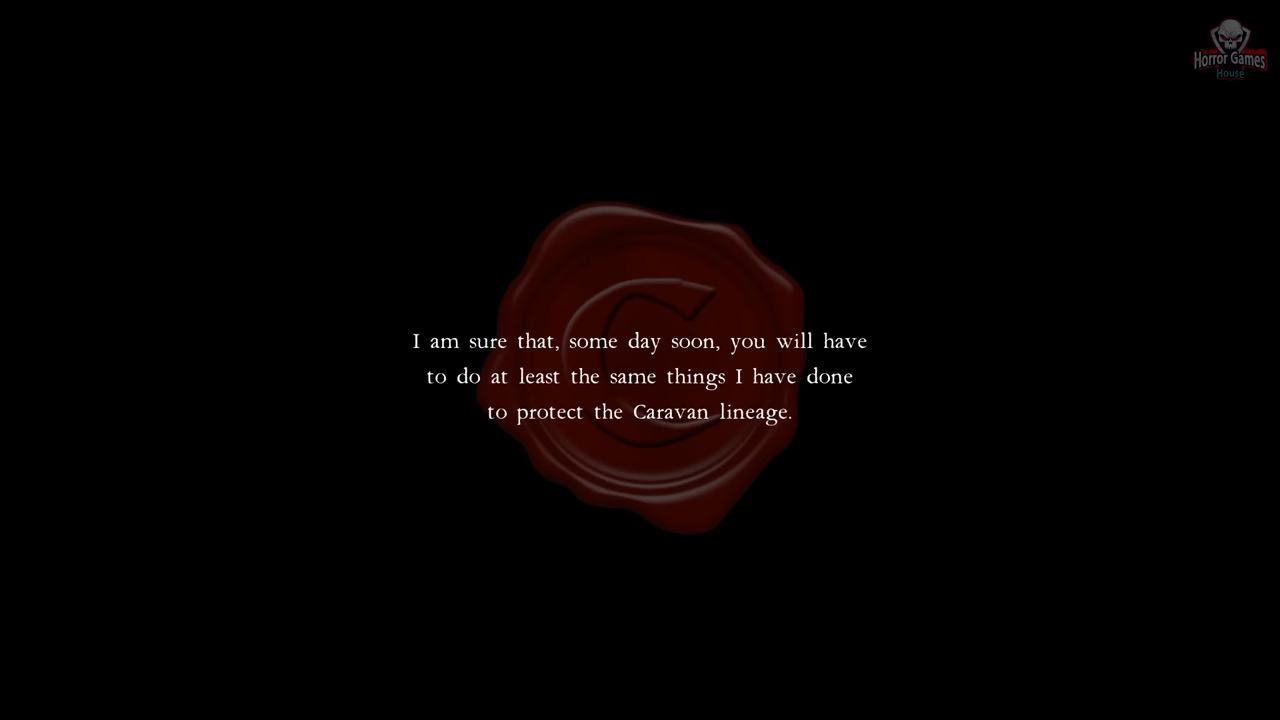 Horror Games
House
C
I am sure that, some day soon, you will have
to do at least the same things I have done
to protect the Caravan lineage.